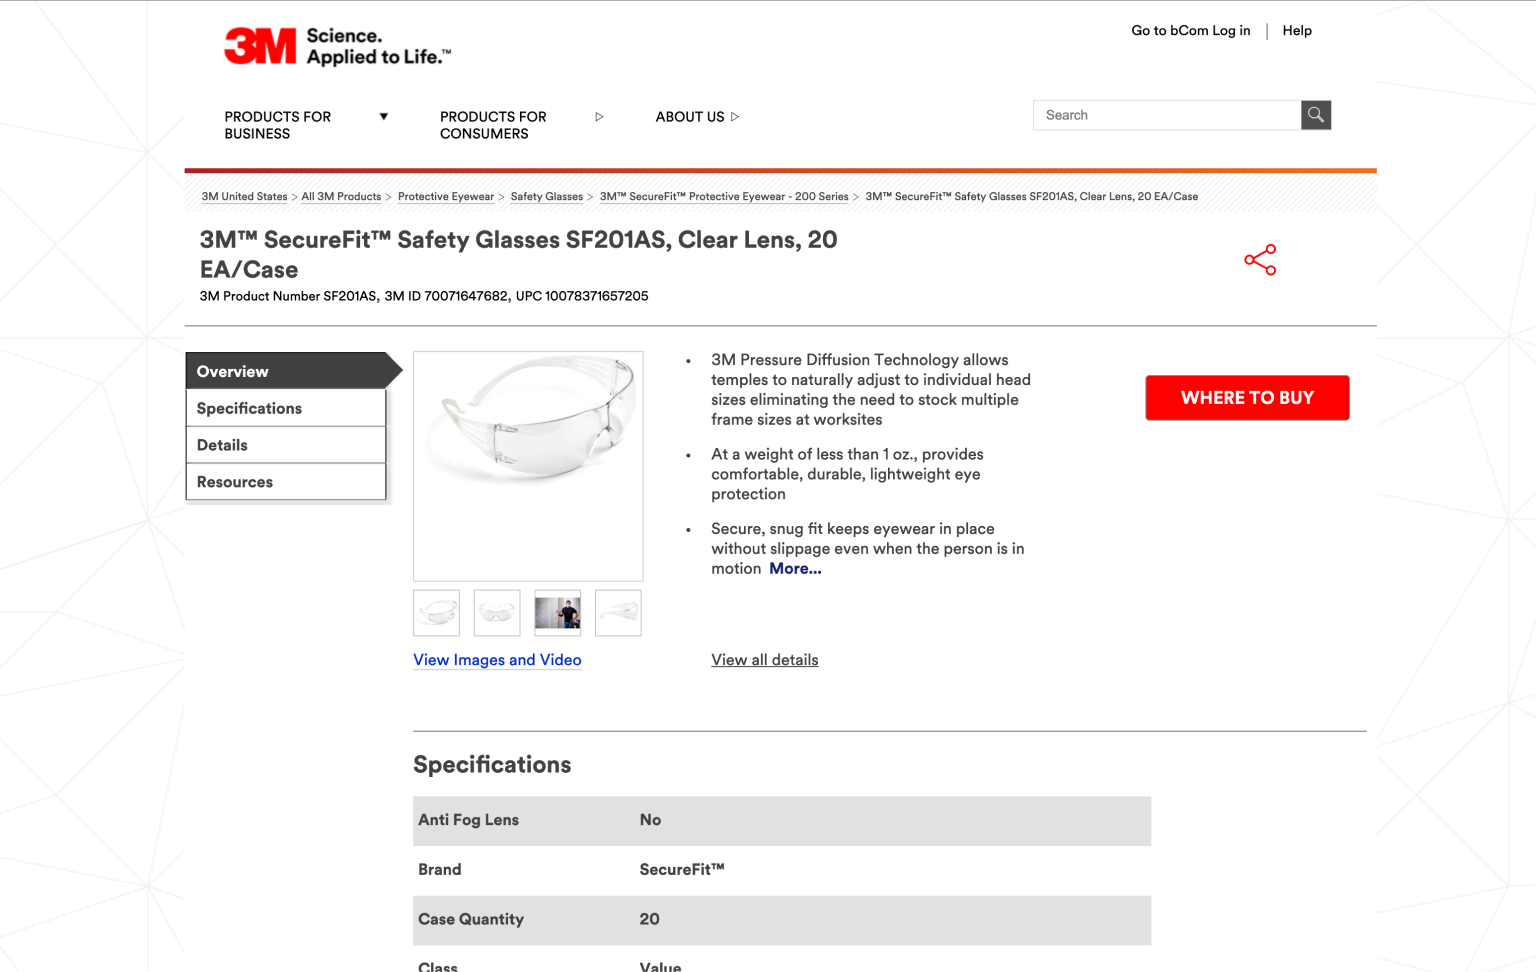 3M Science.
Applied to Life.™
Go to bCom Log in | Help
PRODUCTS FOR
BUSINESS
PRODUCTS FOR
CONSUMERS
ABOUT US
Search
3M United States > All 3M Products > Protective Eyewear > Safety Glasses > 3M™ SecureFit™ Protective Eyewear - 200 Series > 3M™ SecureFit™ Safety Glasses SF201AS, Clear Lens, 20 EA/Case
3M™ SecureFit™ Safety Glasses SF201AS, Clear Lens, 20
EA/Case
3M Product Number SF201AS, 3M ID 70071647682, UPC 10078371657205
Overview
Specifications
Details
Resources
• 3M Pressure Diffusion Technology allows
temples to naturally adjust to individual head
sizes eliminating the need to stock multiple
frame sizes at worksites
• At a weight of less than 1 oz., provides
comfortable, durable, lightweight eye
protection
• Secure, snug fit keeps eyewear in place
without slippage even when the person is in
motion More...
WHERE TO BUY
View Images and Video
View all details
Specifications
Anti Fog Lens No
Brand SecureFit™
Case Quantity 20
Class Value